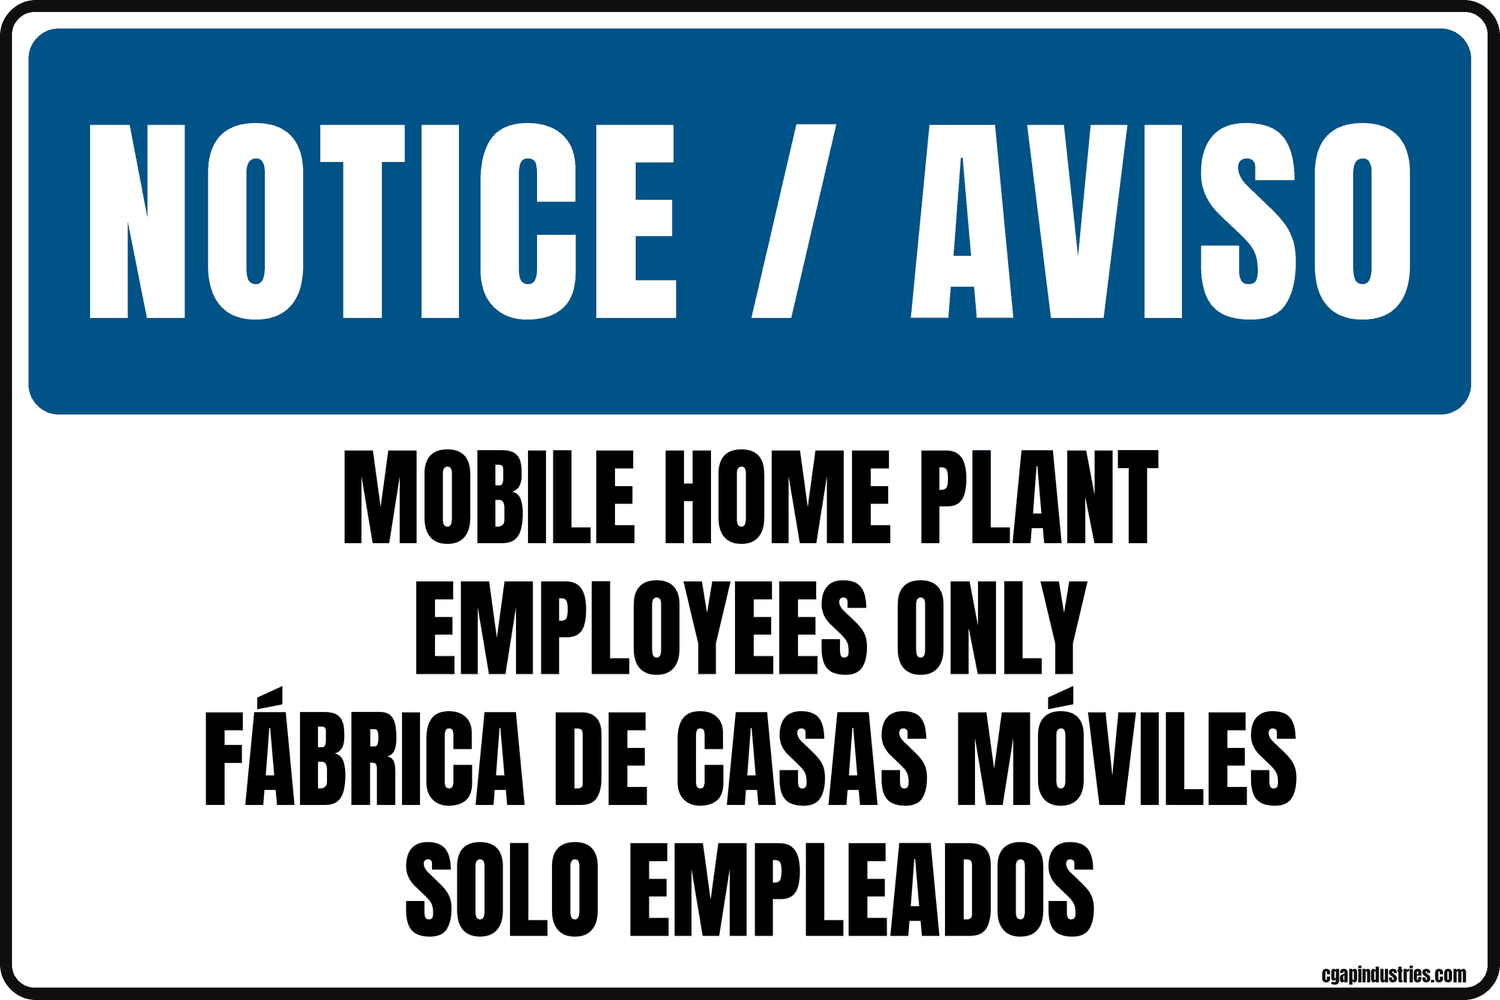 NOTICE / AVISO
MOBILE HOME PLANT
EMPLOYEES ONLY
FÁBRICA DE CASAS MÓVILES
SOLO EMPLEADOS
cgapindustries.com